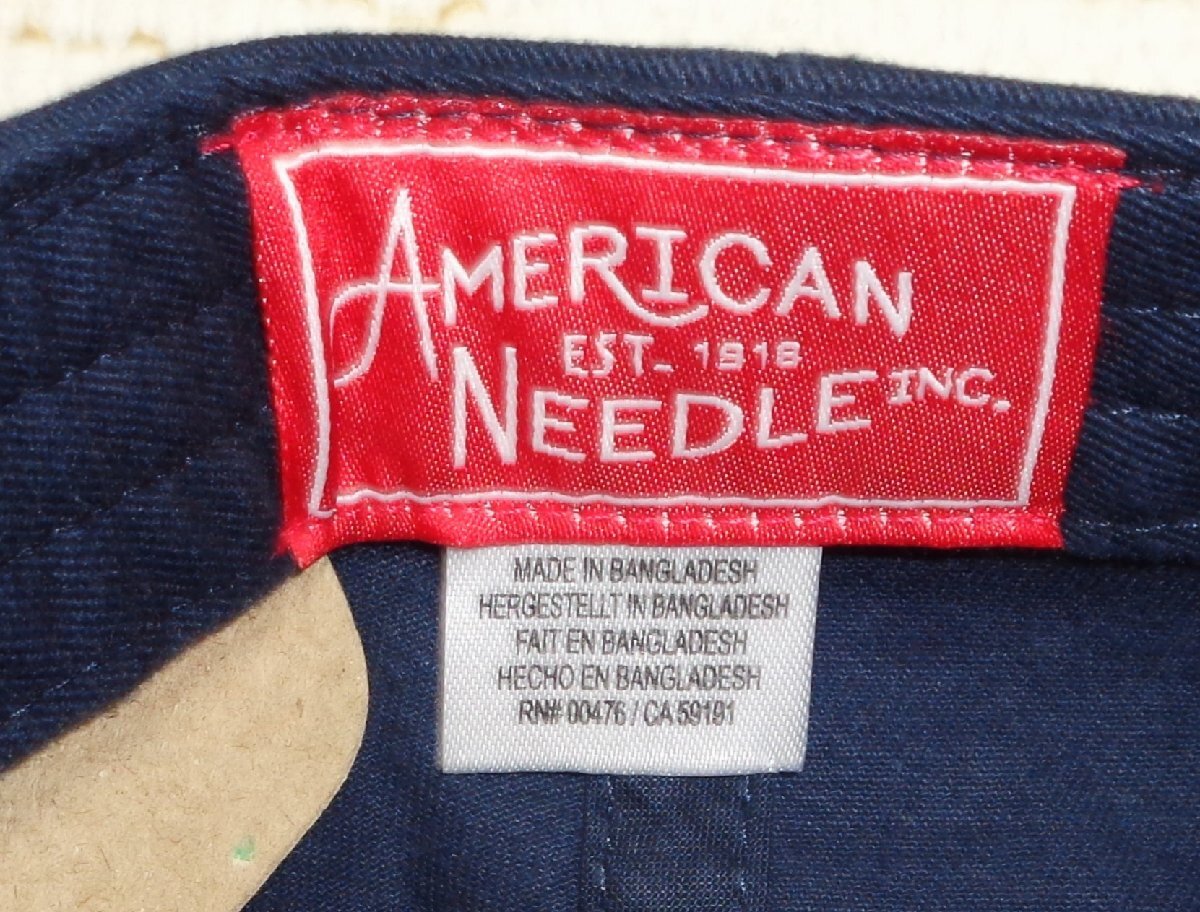 AMERICAN
EST. 1918
NEEDLE INC.
MADE IN BANGLADESH
HERGESTELLT IN BANGLADESH
FAIT EN BANGLADESH
HECHO EN BANGLADESH
RN# 00476 / CA 59191